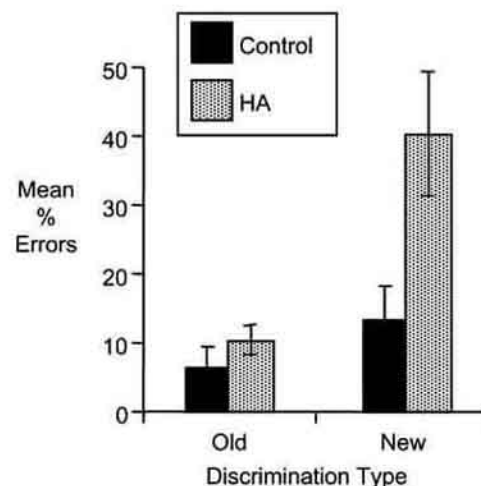 Control
HA
50
40
30
20
10
0
Mean
%
Errors
Old
New
Discrimination Type